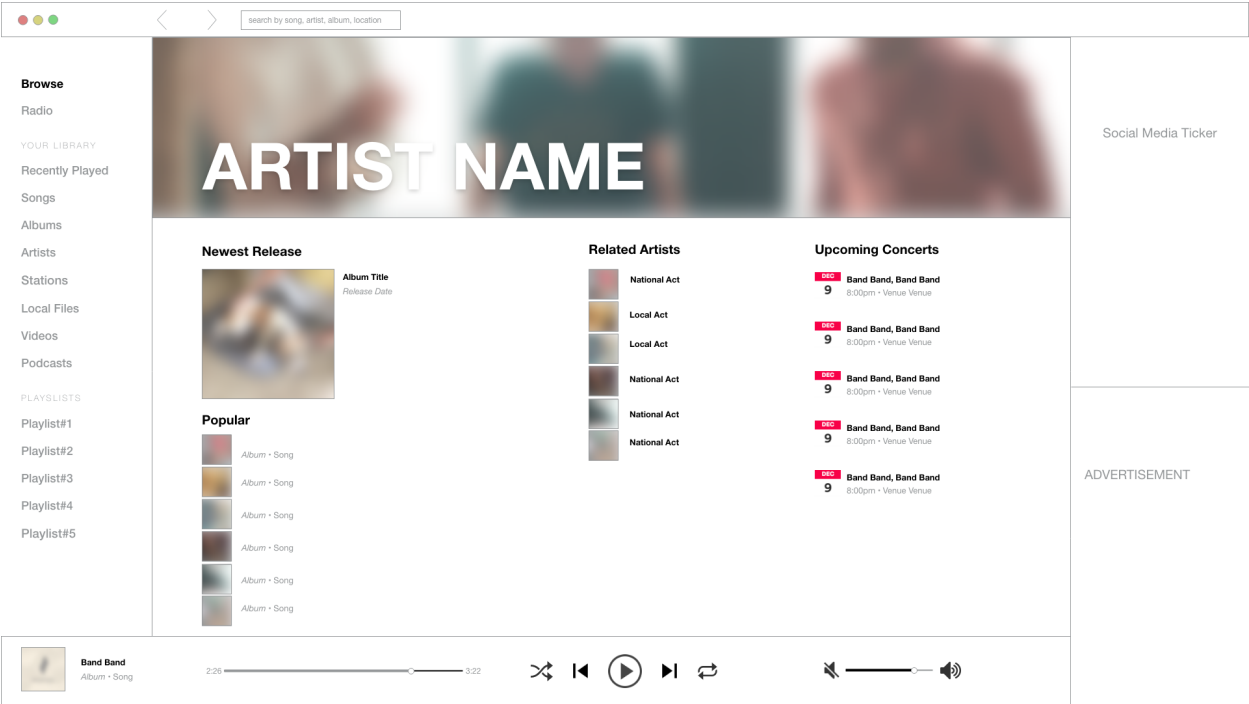 search by song, artist, album, location
Browse
Radio
YOUR LIBRARY
Recently Played
Songs
Albums
Artists
Stations
Local Files
Videos
Podcasts
PLAYSLISTS
Playlist#1
Playlist#2
Playlist#3
Playlist#4
Playlist#5
ARTIST NAME
Newest Release
Album Title
Release Date
Popular
Album • Song
Album • Song
Album • Song
Album • Song
Album • Song
Album • Song
Related Artists
National Act
Local Act
Local Act
National Act
National Act
National Act
Upcoming Concerts
DEC
9
Band Band, Band Band
8:00pm • Venue Venue
DEC
9
Band Band, Band Band
8:00pm • Venue Venue
DEC
9
Band Band, Band Band
8:00pm • Venue Venue
DEC
9
Band Band, Band Band
8:00pm • Venue Venue
DEC
9
Band Band, Band Band
8:00pm • Venue Venue
Social Media Ticker
ADVERTISEMENT
Band Band
Album • Song
2:26
3:22